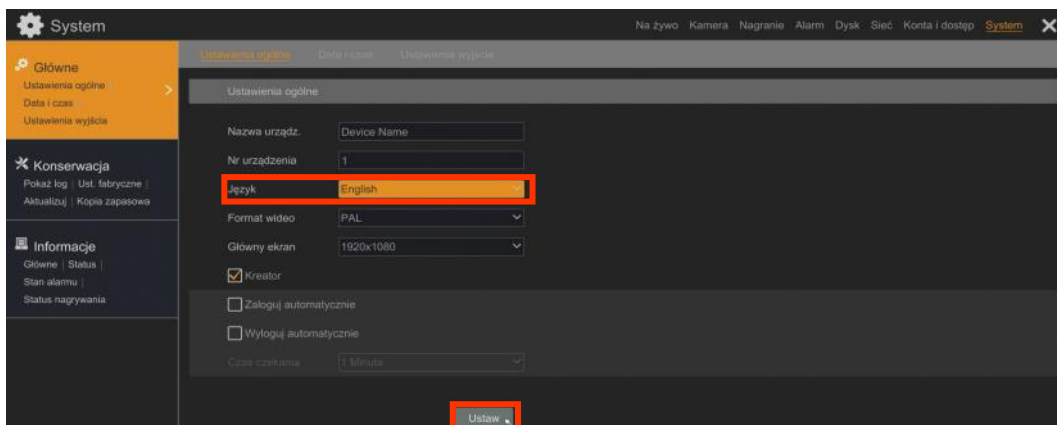 System
Na żywo Kamera Nagranie Alarm Dysk Sieć Konta i dostęp System
Główne
Ustawienia ogólne
Data i czas
Ustawienia wyjścia
Konserwacja
Pokaż log | Ust. fabryczne |
Aktualizuj | Kopia zapasowa
Informacje
Główne | Status |
Stan alarmu |
Status nagrywania
Ustawienia ogólne Data i czas Ustawienia wyjścia
Ustawienia ogólne
Nazwa urządz. Device Name
Nr urządzenia 1
Język English
Format wideo PAL
Główny ekran 1920x1080
Kreator
Zaloguj automatycznie
Wyloguj automatycznie
Czas czekania 1 Minuta
Ustaw